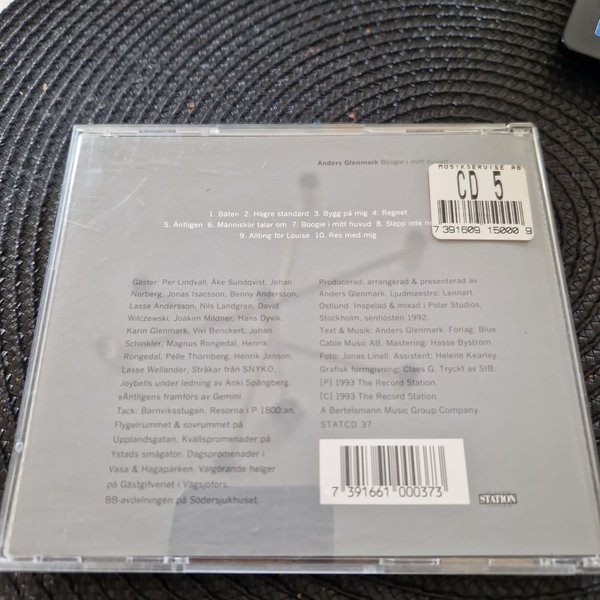 Anders Glenmark Boogie i mitt huvud
MUSIKSERVISE AB
CD 5
7 391609 15000 9
1. Båten 2. Högre standard 3. Bygg på mig 4. Regnet
5. Äntligen 6. Människor talar om 7. Boogie i mitt huvud 8. Släpp inte
9. Allting för Louise 10. Res med mig
Gäster: Per Lindvall, Åke Sundqvist, Johan
Norberg, Jonas Isacsson, Benny Andersson,
Lasse Andersson, Nils Landgren, David
Wilczewski, Joakim Mildner, Hans Dyvik,
Karin Glenmark, Vivi Benckert, Johan
Schinkler, Magnus Rongedal, Henrik
Rongedal, Pelle Thörnberg, Henrik Janson,
Lasse Welander, Stråkar från SNYKO,
Joybells under ledning av Anki Spångberg.
»Äntligen« framförs av Gemini.
Tack: Barnviksstugan. Resorna i P-1800:an.
Flygelrummet & sovrummet på
Upplandsgatan. Kvällspromenader på
Ystads smågator. Dagspromenader i
Vasa & Hagaparken. Välgörande helger
på Gästgifveriet i Vägsjöfors.
BB-avdelningen på Södersjukhuset.
Producerad, arrangerad & presenterad av
Anders Glenmark. Ljudmaestro: Lennart
Östlund. Inspelad & mixad i Polar Studios,
Stockholm, senhösten 1992.
Text & Musik: Anders Glenmark. Förlag: Blue
Cable Music AB. Mastering: Hasse Byström.
Foto: Jonas Linell. Assistent: Helene Kearley.
Grafisk formgivning: Claes G. Tryckt av SIB.
[P] 1993 The Record Station.
[C] 1993 The Record Station.
A Bertelsmann Music Group Company.
STATCD 37
7 391661 000373
STATION